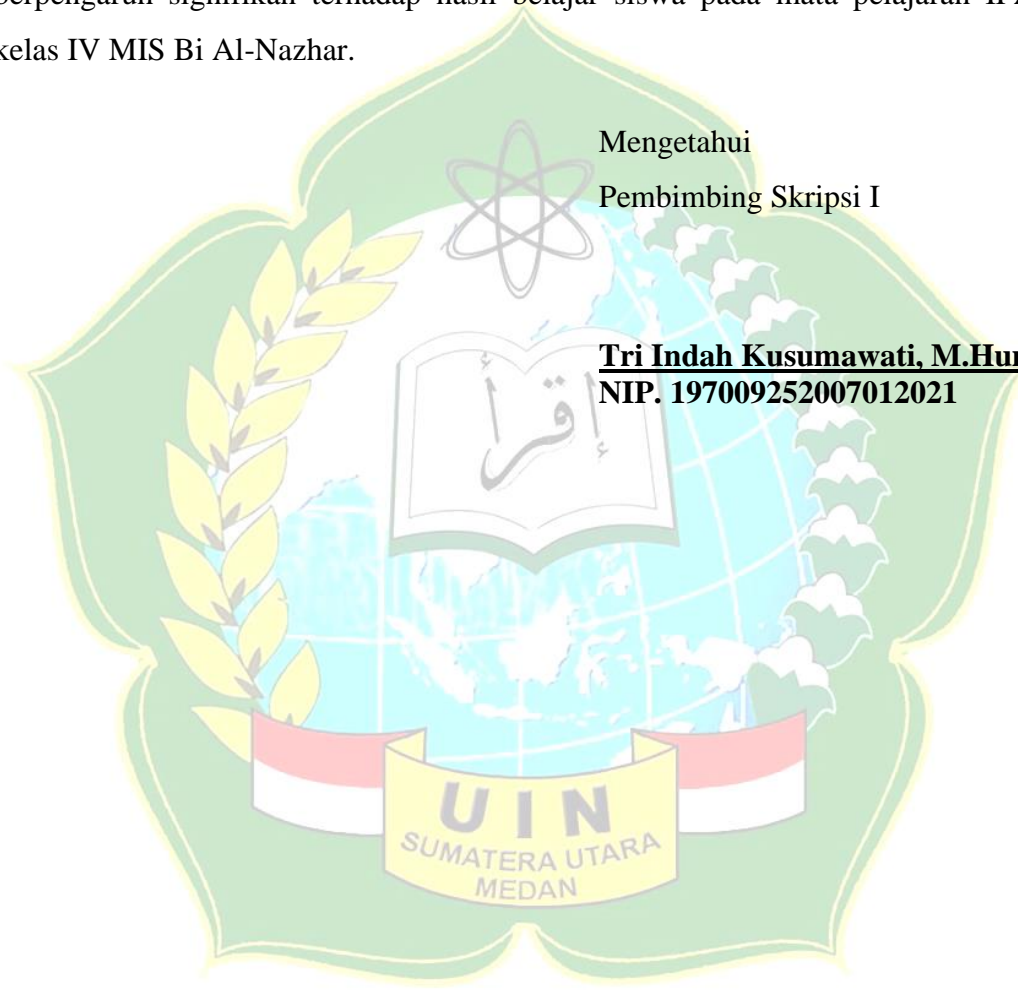 berpengaruh signifikan terhadap hasil belajar siswa pada mata pelajaran IPA
kelas IV MIS Bi Al-Nazhar.
Mengetahui
Pembimbing Skripsi I
Tri Indah Kusumawati, M.Hum
NIP. 197009252007012021
إقرأ
UIN
SUMATERA UTARA
MEDAN